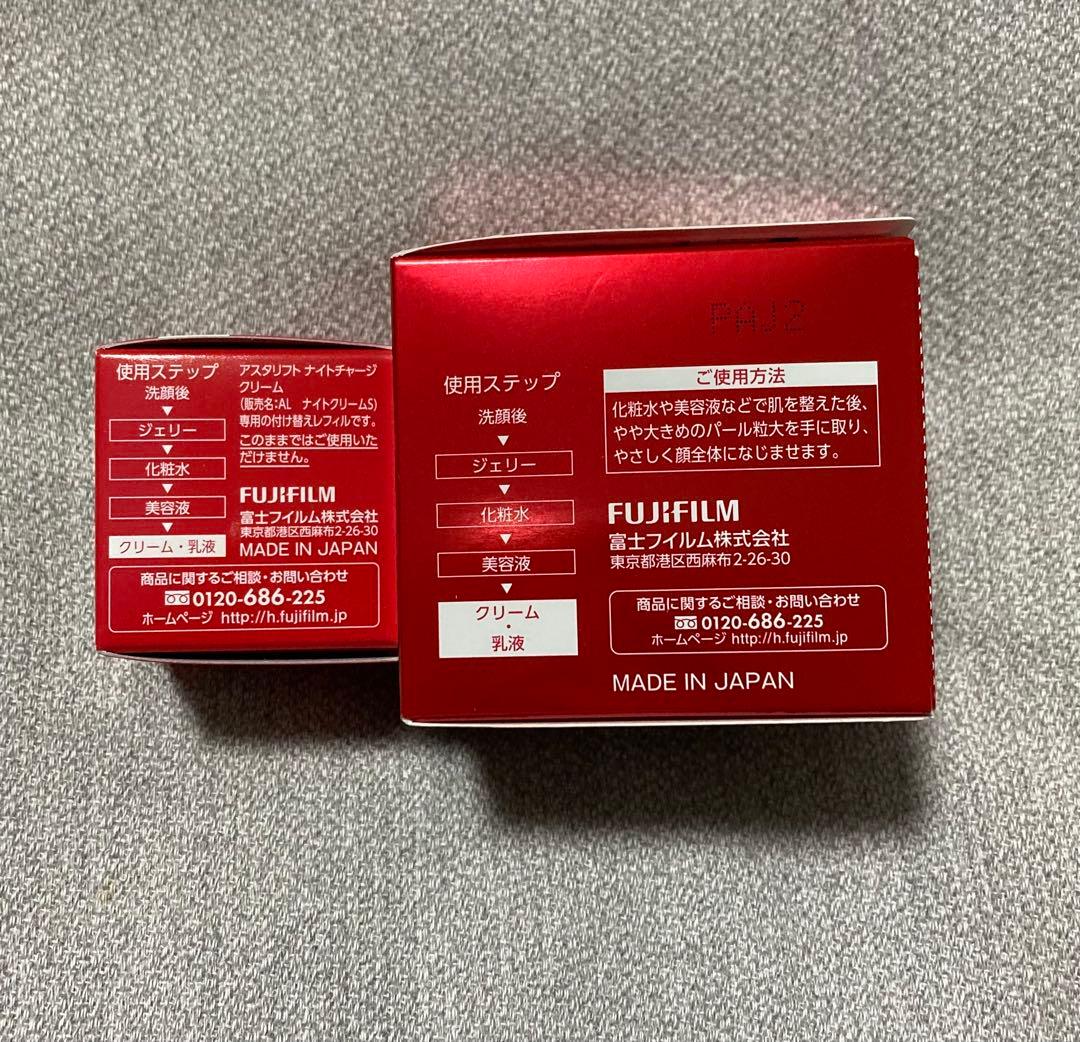 使用ステップ
洗顔後
▼
ジェリー
▼
化粧水
▼
美容液
▼
クリーム・乳液
アスタリフト ナイトチャージ
クリーム
(販売名:AL ナイトクリームS)
専用の付け替えレフィルです。
このままではご使用いた
だけません。
FUJIFILM
富士フイルム株式会社
東京都港区西麻布2-26-30
MADE IN JAPAN
商品に関するご相談・お問い合わせ
0120-686-225
ホームページ http://h.fujifilm.jp
PAJ2
使用ステップ
洗顔後
▼
ジェリー
▼
化粧水
▼
美容液
▼
クリーム
・
乳液
ご使用方法
化粧水や美容液などで肌を整えた後、
やや大きめのパール粒大を手に取り、
やさしく顔全体になじませます。
FUJIFILM
富士フイルム株式会社
東京都港区西麻布2-26-30
商品に関するご相談・お問い合わせ
0120-686-225
ホームページ http://h.fujifilm.jp
MADE IN JAPAN